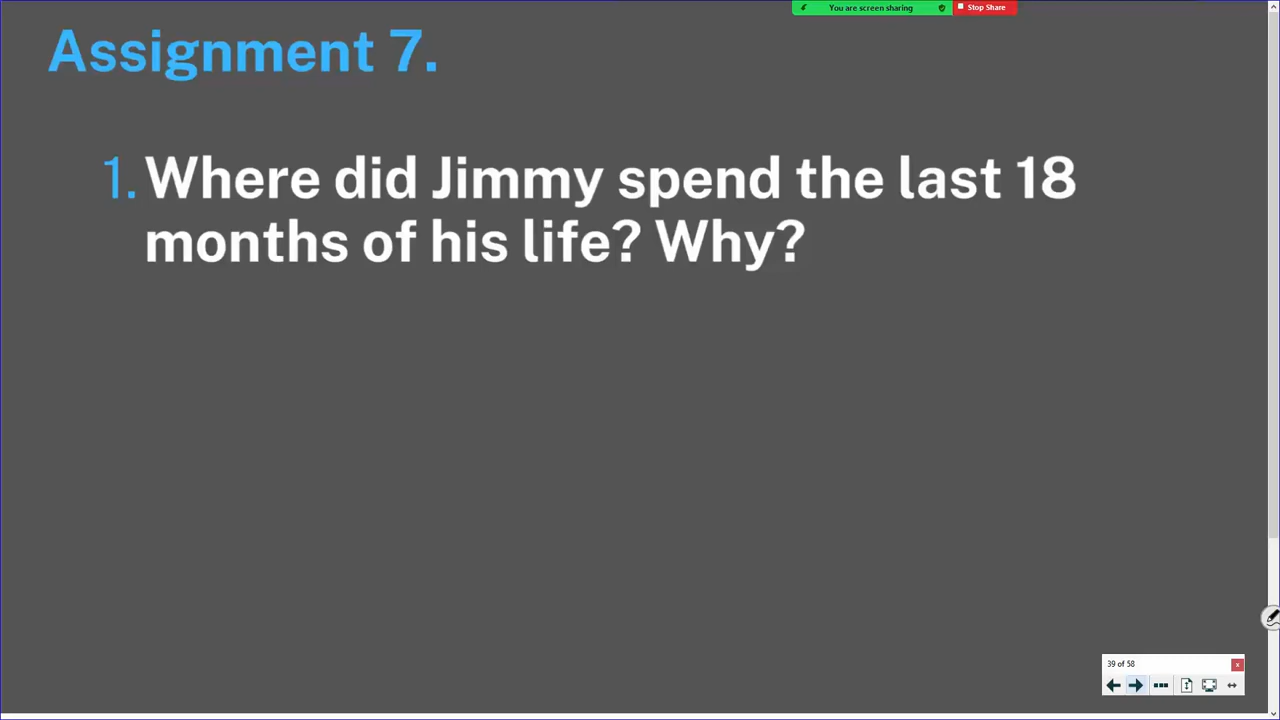 You are screen sharing
Stop Share
Assignment 7.
1. Where did Jimmy spend the last 18
months of his life? Why?
39 of 58